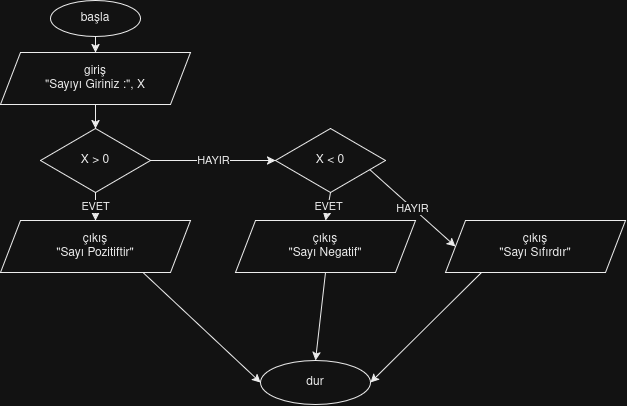 başla
giriş
"Sayıyı Giriniz :", X
X > 0
HAYIR
X < 0
EVET
EVET
HAYIR
çıkış
"Sayı Pozitiftir"
çıkış
"Sayı Negatif"
çıkış
"Sayı Sıfırdır"
dur